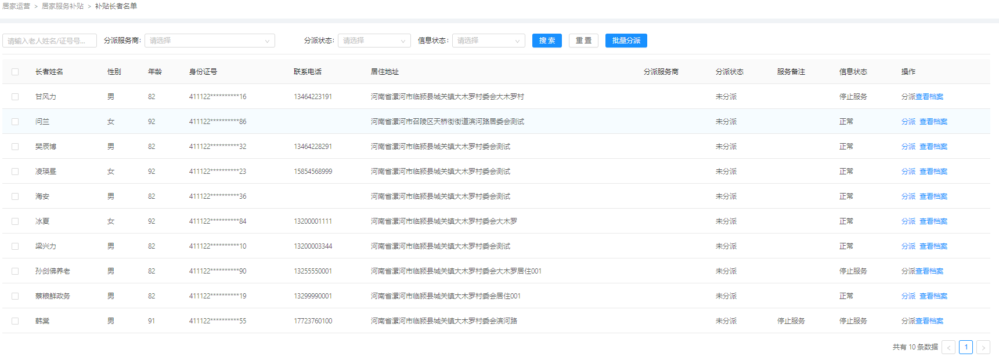 居家运营 > 居家服务补贴 > 补贴长者名单
请输入老人姓名/证号号... 分派服务商: 请选择 分派状态: 请选择 信息状态: 请选择 搜 索 重 置 批量分派
长者姓名 性别 年龄 身份证号 联系电话 居住地址 分派服务商 分派状态 服务备注 信息状态 操作
甘风力 男 82 411122**********16 13464223191 河南省漯河市临颍县城关镇大木罗村委会大木罗村 未分派 停止服务 分派查看档案
问兰 女 92 411122**********86 河南省漯河市召陵区天桥街街道滨河路居委会测试 未分派 正常 分派 查看档案
樊辰博 男 82 411122**********32 13464228291 河南省漯河市临颍县城关镇大木罗村委会测试 未分派 正常 分派 查看档案
凌瑛昼 女 92 411122**********23 15854568999 河南省漯河市临颍县城关镇大木罗村委会测试 未分派 正常 分派 查看档案
海安 男 82 411122**********36 河南省漯河市临颍县城关镇大木罗村委会测试 未分派 正常 分派 查看档案
冰夏 女 92 411122**********84 13200001111 河南省漯河市临颍县城关镇大木罗村委会大木罗 未分派 正常 分派 查看档案
梁兴力 男 82 411122**********10 13200003344 河南省漯河市临颍县城关镇大木罗村委会测试 未分派 正常 分派 查看档案
孙剑佛养老 男 82 411122**********90 13255550001 河南省漯河市临颍县城关镇大木罗村委会大木罗居住001 未分派 停止服务 分派查看档案
蔡粮鲜政务 男 82 411122**********19 13299990001 河南省漯河市临颍县城关镇大木罗村委会居住001 未分派 正常 分派 查看档案
韩棠 男 91 411122**********55 17723760100 河南省漯河市临颍县城关镇大木罗村委会滨河路 未分派 停止服务 停止服务 分派查看档案
共有 10 条数据 < 1 >